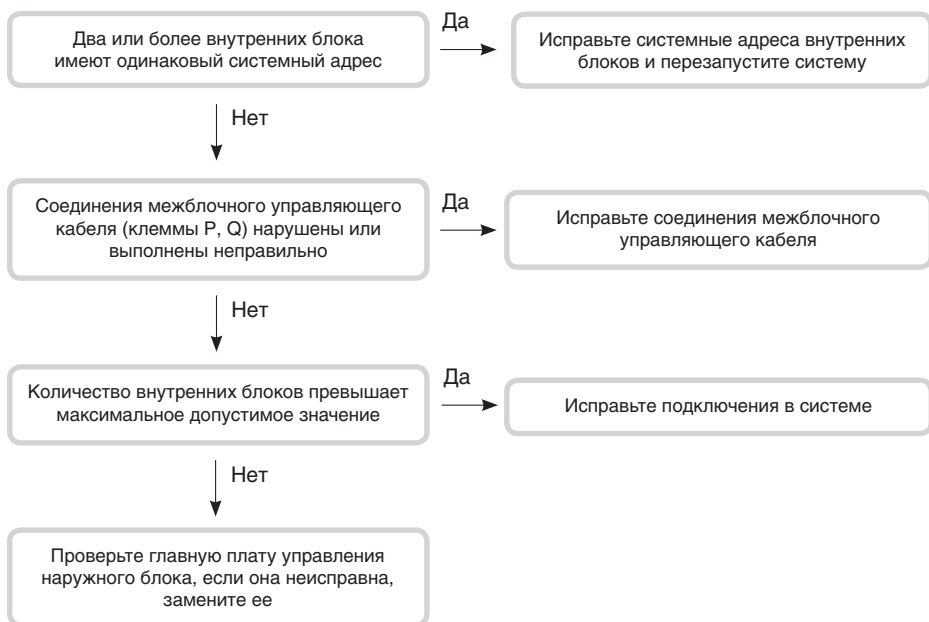 Два или более внутренних блока
имеют одинаковый системный адрес
Да
Исправьте системные адреса внутренних
блоков и перезапустите систему
Нет
Соединения межблочного управляющего
кабеля (клеммы P, Q) нарушены или
выполнены неправильно
Да
Исправьте соединения межблочного
управляющего кабеля
Нет
Количество внутренних блоков превышает
максимальное допустимое значение
Да
Исправьте подключения в системе
Нет
Проверьте главную плату управления
наружного блока, если она неисправна,
замените ее